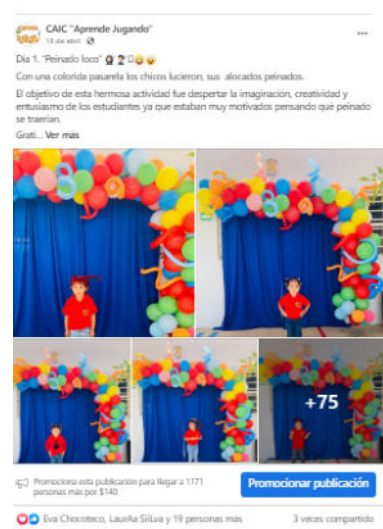 CAIC "Aprende Jugando"
18 de abril
Día 1. "Peinado loco"
Con una colorida pasarela los chicos lucieron, sus alocados peinados.
El objetivo de esta hermosa actividad fue despertar la imaginación, creatividad y
entusiasmo de los estudiantes ya que estaban muy motivados pensando qué peinado
se traerían.
Grati... Ver más
+75
Promociona esta publicación para llegar a 1171
personas más por $140.
Promocionar publicación
Eva Chocoteco, LaurAa SiiLva y 19 personas más
3 veces compartido